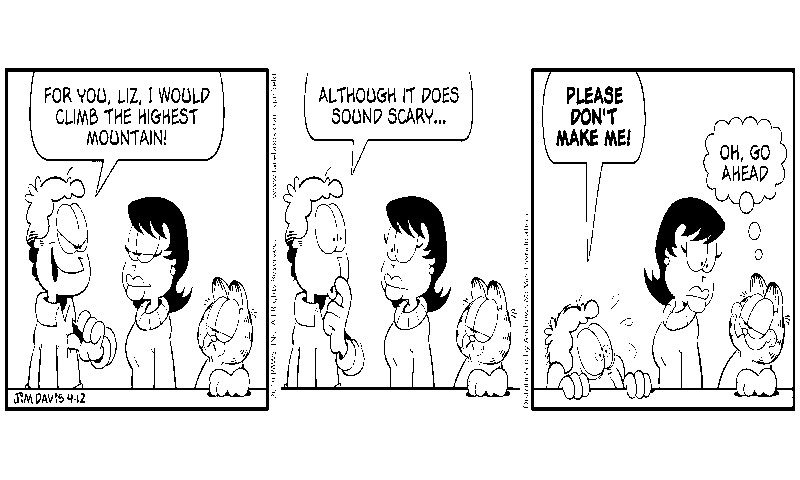 FOR YOU, LIZ, I WOULD
CLIMB THE HIGHEST
MOUNTAIN!
JIM DAVIS 4-12
ALTHOUGH IT DOES
SOUND SCARY...
PLEASE
DON'T
MAKE ME!
OH, GO
AHEAD